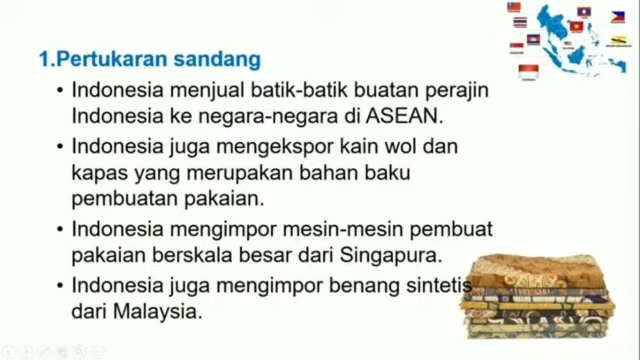 1.Pertukaran sandang
• Indonesia menjual batik-batik buatan perajin
Indonesia ke negara-negara di ASEAN.
• Indonesia juga mengekspor kain wol dan
kapas yang merupakan bahan baku
pembuatan pakaian.
• Indonesia mengimpor mesin-mesin pembuat
pakaian berskala besar dari Singapura.
• Indonesia juga mengimpor benang sintetis
dari Malaysia.